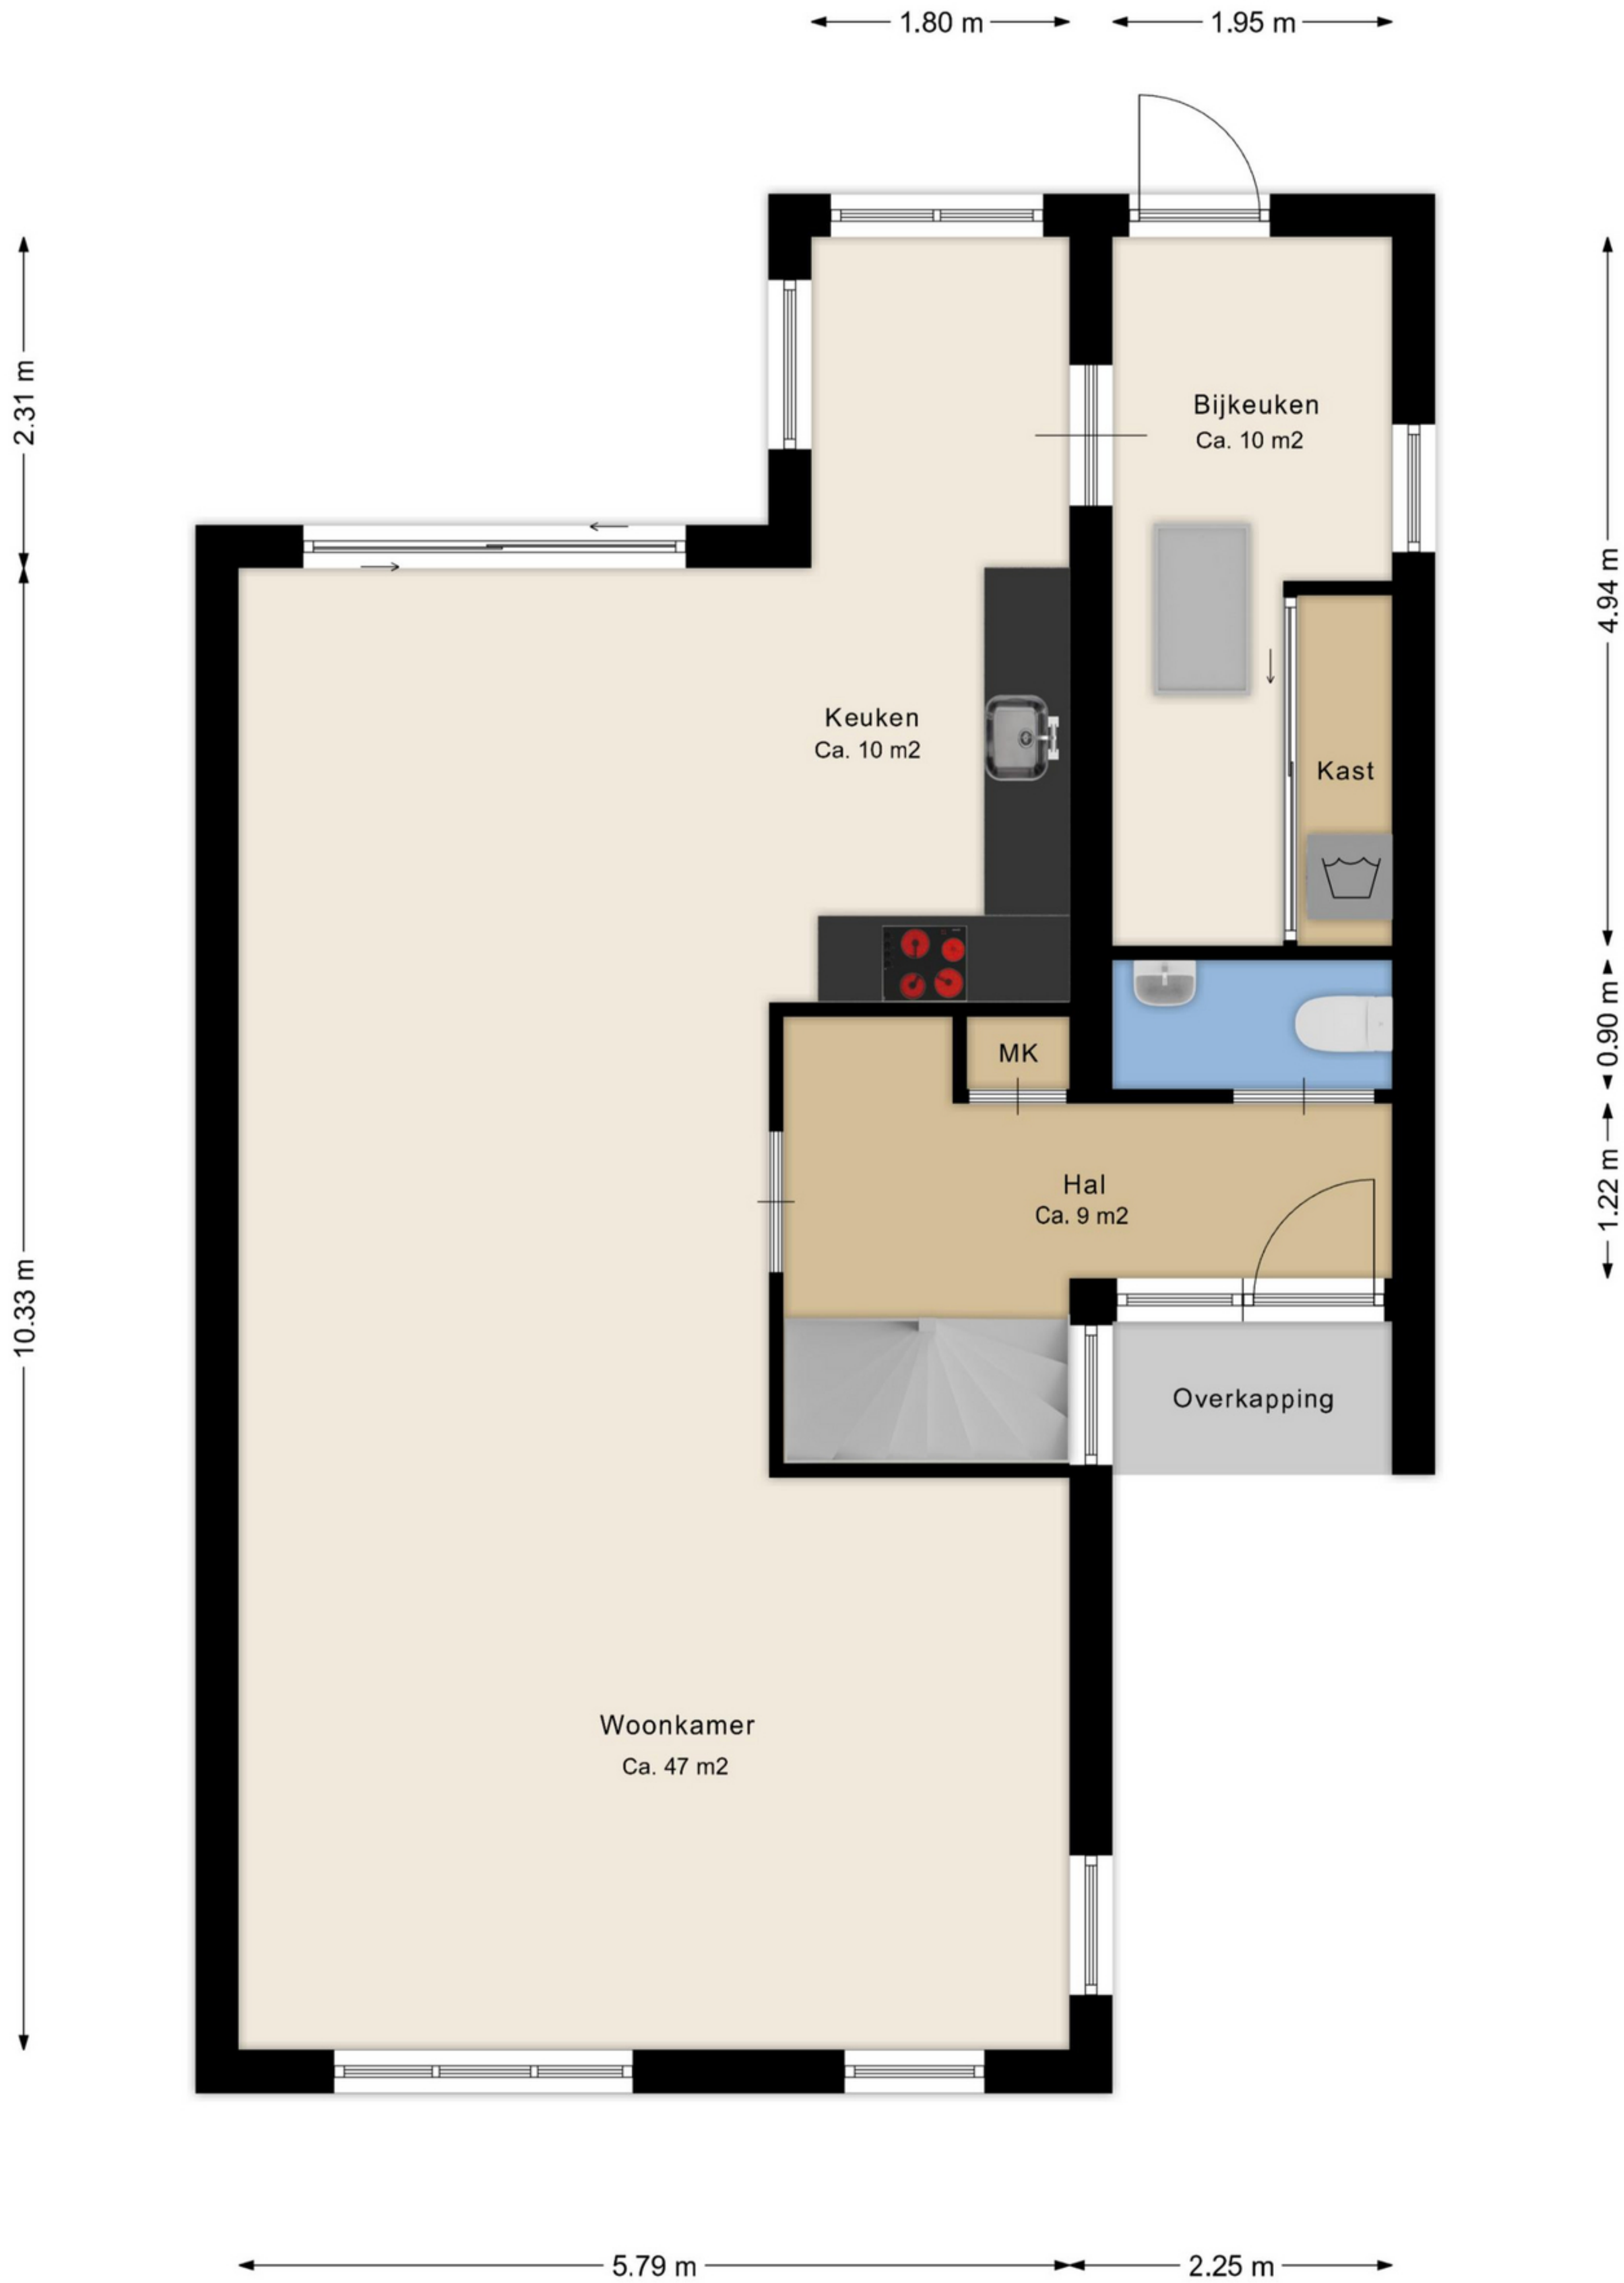 1.80 m
1.95 m
2.31 m
4.94 m
Bijkeuken
Ca. 10 m2
Keuken
Ca. 10 m2
Kast
0.90 m
MK
1.22 m
Hal
Ca. 9 m2
10.33 m
Overkapping
Woonkamer
Ca. 47 m2
5.79 m
2.25 m